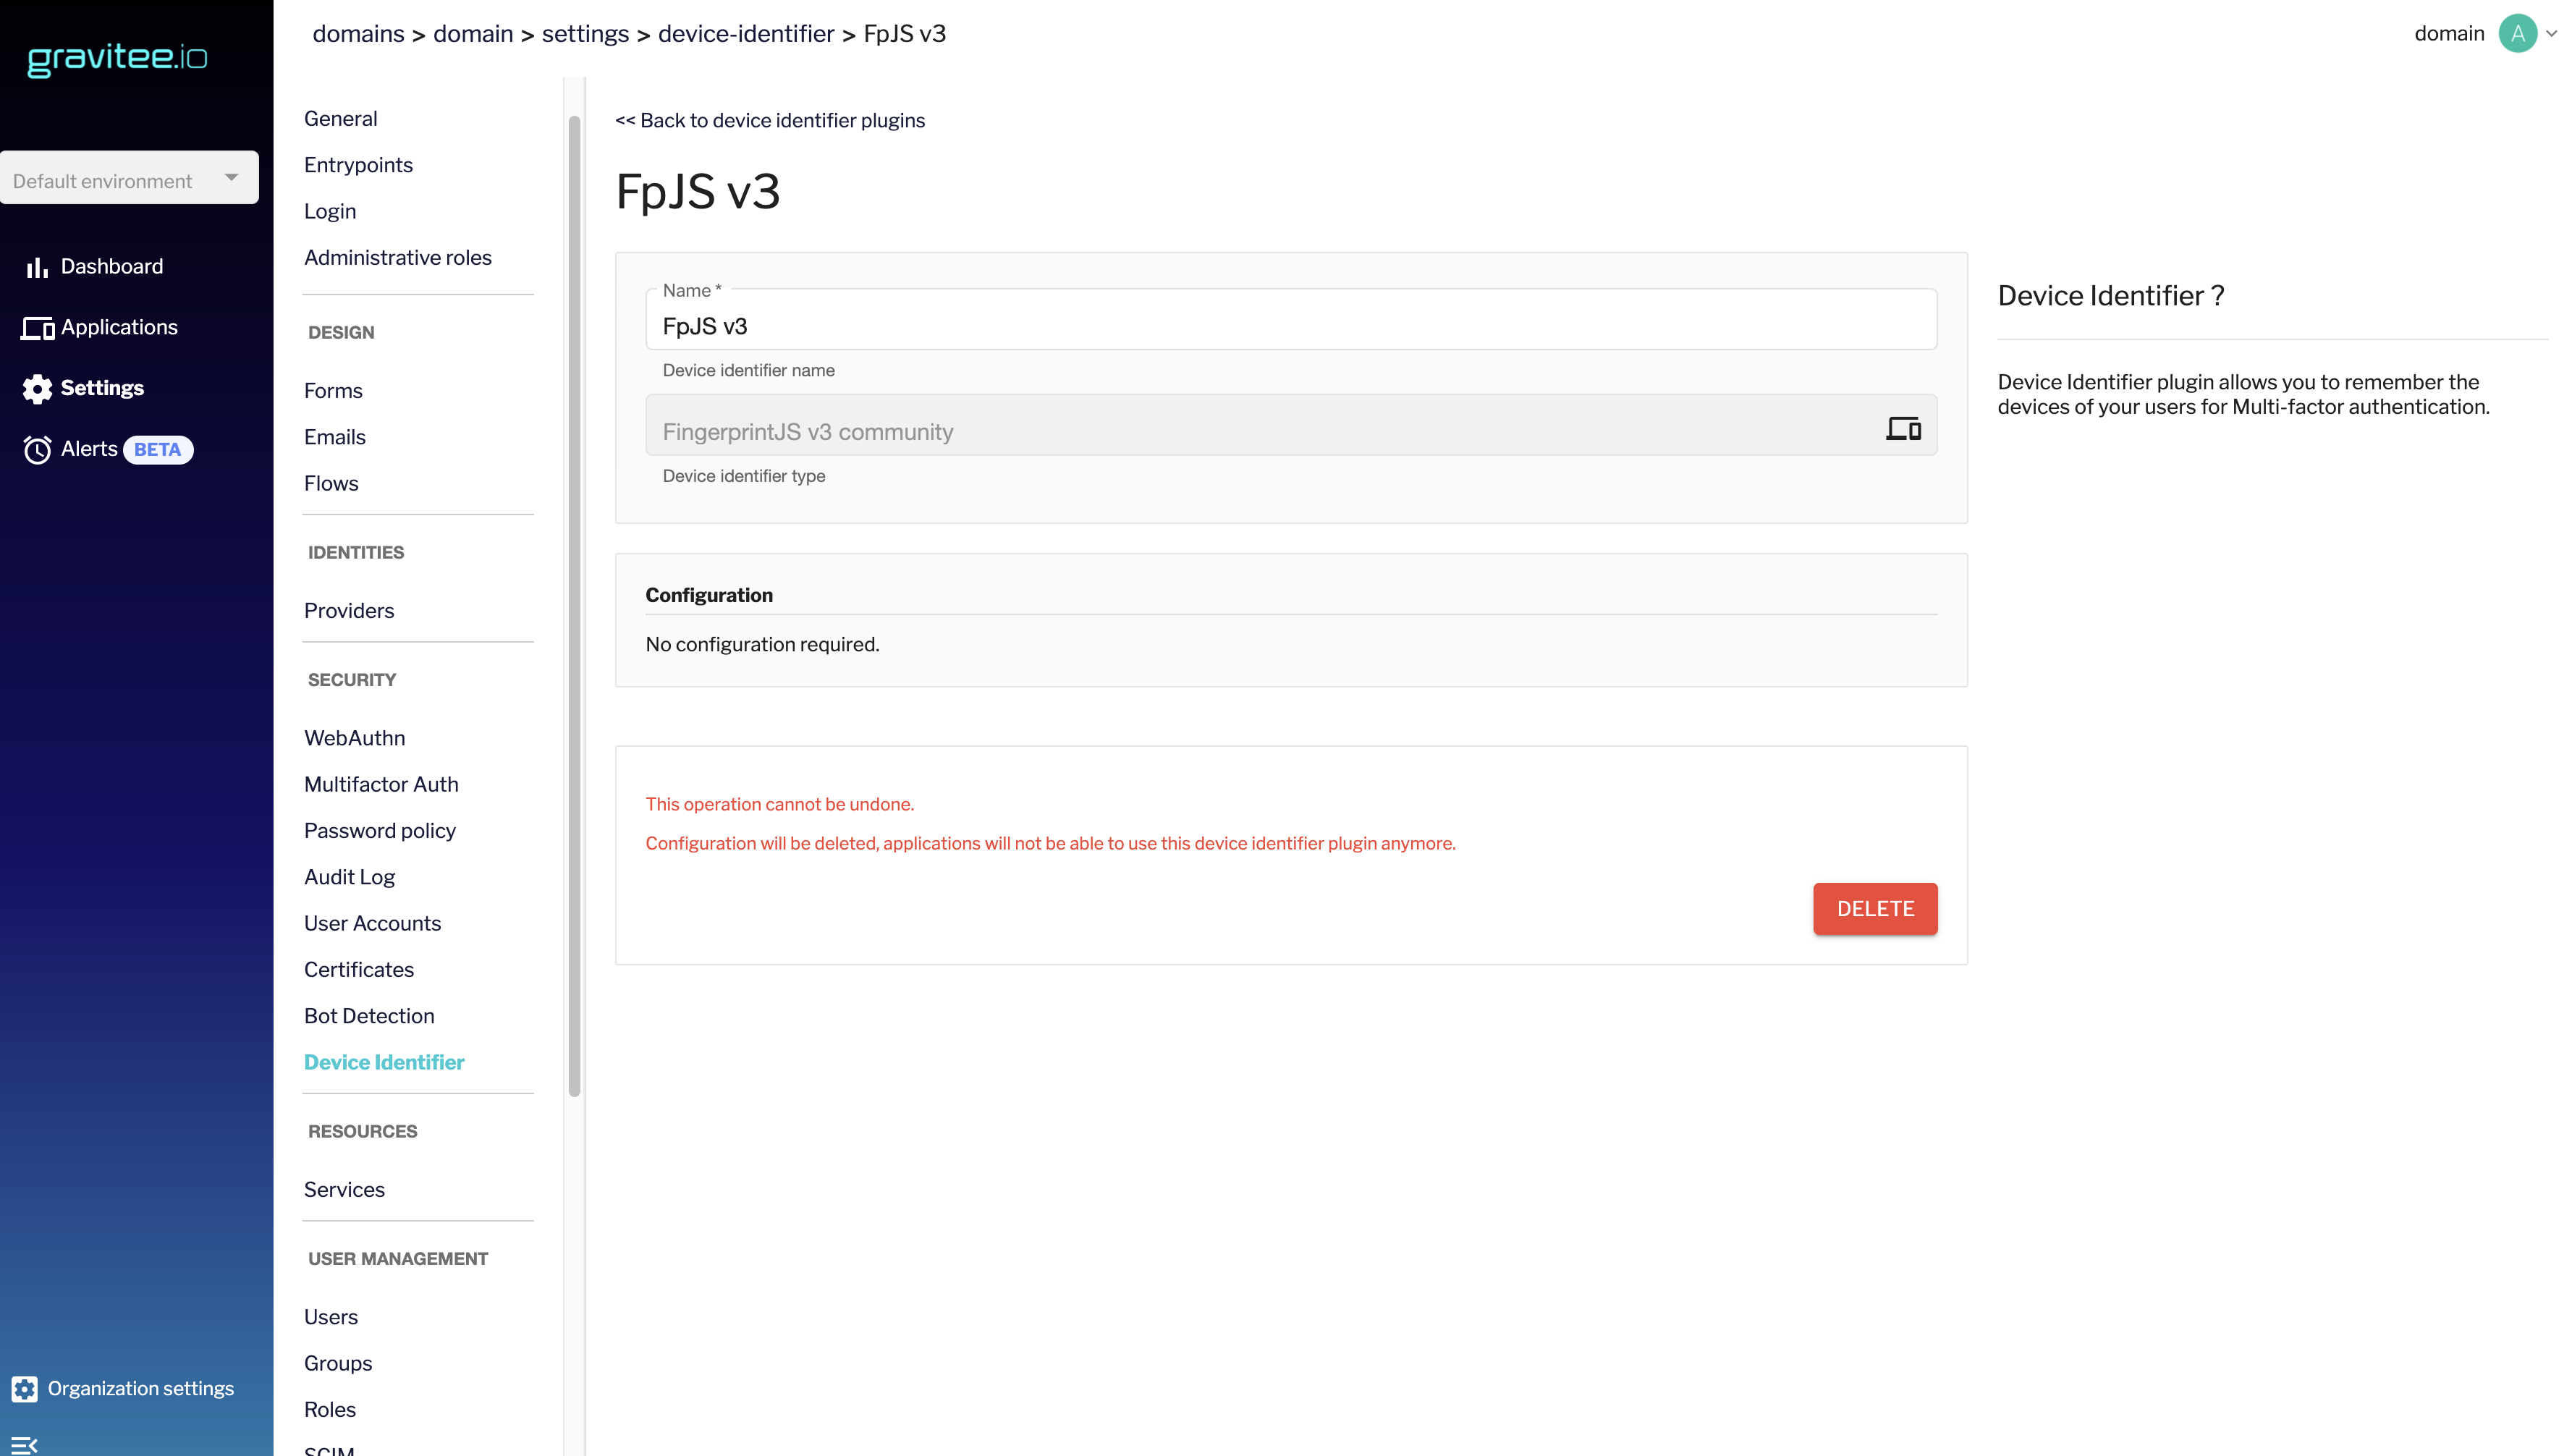 gravitee.io
domains > domain > settings > device-identifier > FpJS v3
domain
A
Default environment
Dashboard
Applications
Settings
Alerts BETA
Organization settings
General
Entrypoints
Login
Administrative roles
DESIGN
Forms
Emails
Flows
IDENTITIES
Providers
SECURITY
WebAuthn
Multifactor Auth
Password policy
Audit Log
User Accounts
Certificates
Bot Detection
Device Identifier
RESOURCES
Services
USER MANAGEMENT
Users
Groups
Roles
SCIM
<< Back to device identifier plugins
FpJS v3
Name *
FpJS v3
Device identifier name
FingerprintJS v3 community
Device identifier type
Configuration
No configuration required.
This operation cannot be undone.
Configuration will be deleted, applications will not be able to use this device identifier plugin anymore.
DELETE
Device Identifier ?
Device Identifier plugin allows you to remember the
devices of your users for Multi-factor authentication.